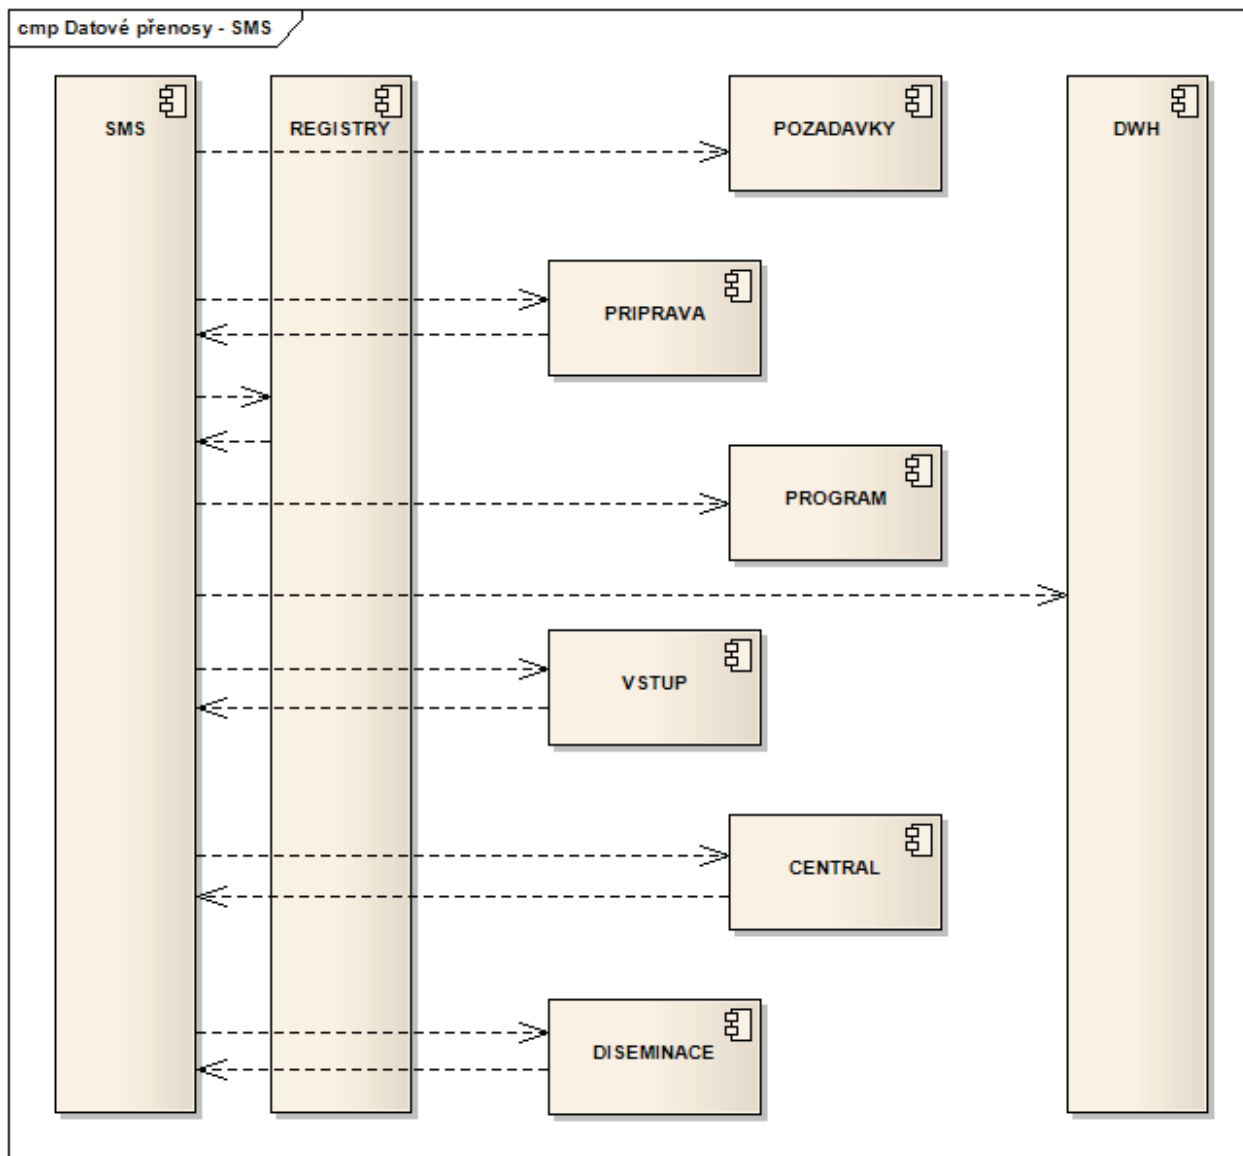 cmp Datové přenosy - SMS
SMS
REGISTRY
POZADAVKY
DWH
PRIPRAVA
PROGRAM
VSTUP
CENTRAL
DISEMINACE